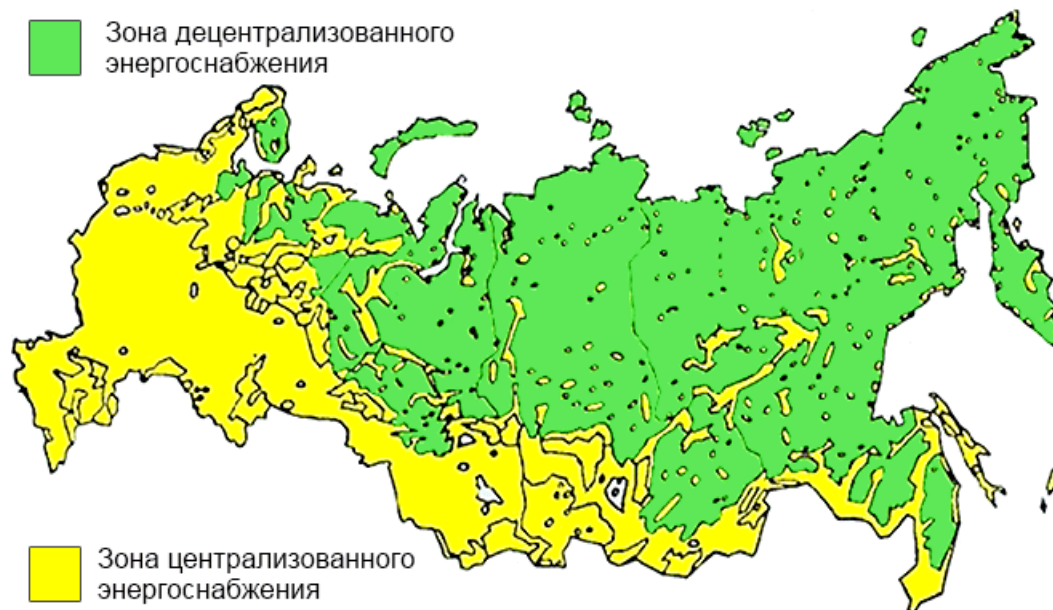 Зона децентрализованного
энергоснабжения
Зона централизованного
энергоснабжения